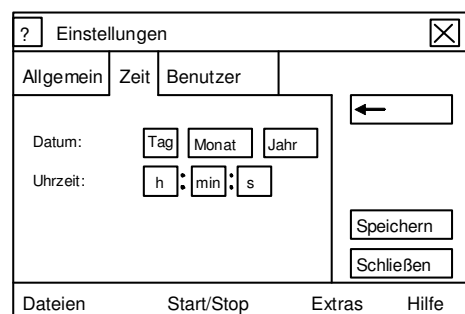 ? Einstellungen
Allgemein Zeit Benutzer
Datum: Tag Monat Jahr
Uhrzeit: h : min : s
Speichern
Schließen
Dateien Start/Stop Extras Hilfe